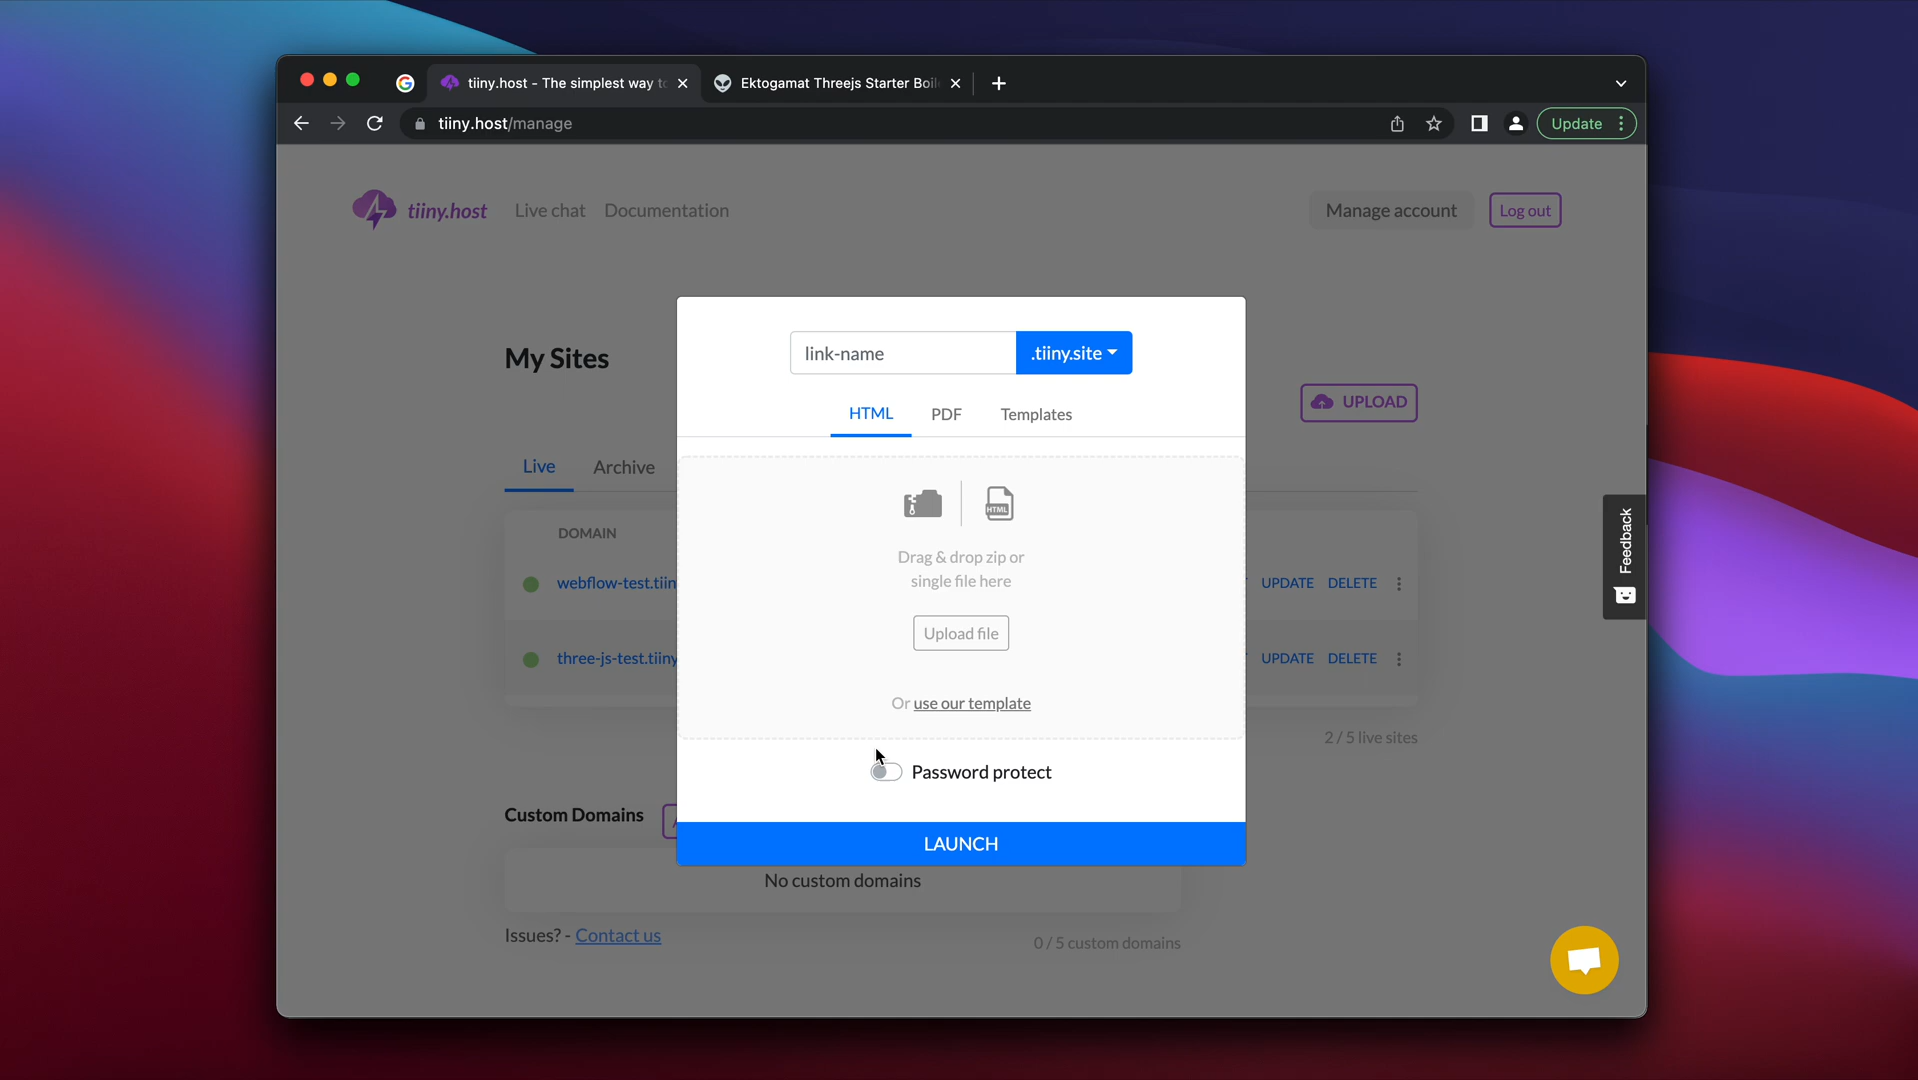 tiiny.host - The simplest way to
Ektogamat Threejs Starter Boil
tiiny.host/manage
Update
tiiny.host
Live chat
Documentation
Manage account
Log out
My Sites
link-name
.tiiny.site
UPLOAD
HTML
PDF
Templates
Live
Archive
HTML
DOMAIN
Drag & drop zip or
single file here
Feedback
webflow-test.tiin
UPDATE
DELETE
Upload file
three-js-test.tiiny
UPDATE
DELETE
Or use our template
2 / 5 live sites
Password protect
Custom Domains
LAUNCH
No custom domains
Issues? - Contact us
0 / 5 custom domains